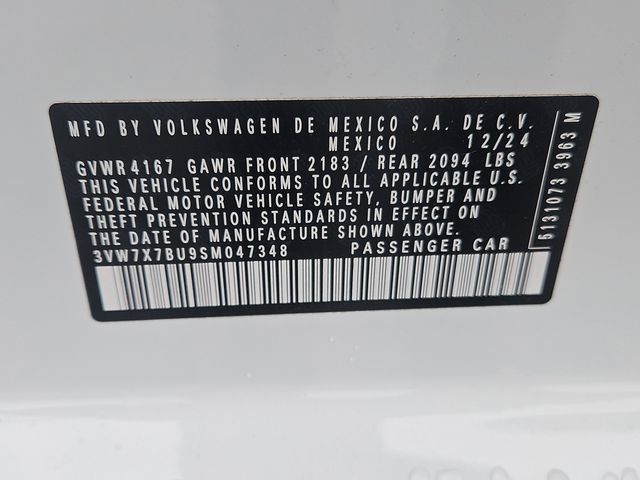 MFD BY VOLKSWAGEN DE MEXICO S.A. DE C.V.
MEXICO 12/24
GVWR 4167 GAWR FRONT 2183 / REAR 2094 LBS
THIS VEHICLE CONFORMS TO ALL APPLICABLE U.S.
FEDERAL MOTOR VEHICLE SAFETY, BUMPER AND
THEFT PREVENTION STANDARDS IN EFFECT ON
THE DATE OF MANUFACTURE SHOWN ABOVE.
3VW7X7BU9SM047348 PASSENGER CAR
6131073 3963 M